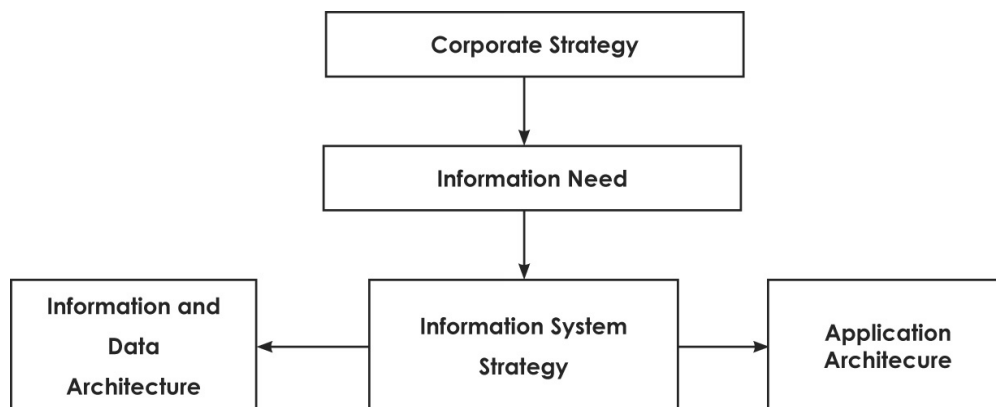 Corporate Strategy
Information Need
Information and
Data
Architecture
Information System
Strategy
Application
Architecure